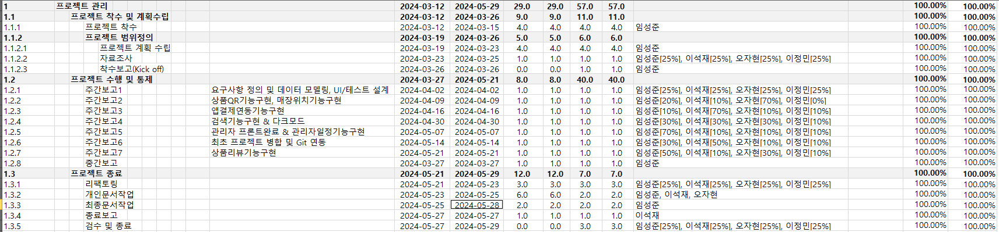 1 프로젝트 관리 2024-03-12 2024-05-29 29.0 29.0 57.0 57.0 100.00% 100.00%
1.1 프로젝트 착수 및 계획수립 2024-03-12 2024-03-26 9.0 9.0 11.0 11.0 100.00% 100.00%
1.1.1 프로젝트 착수 2024-03-12 2024-03-15 4.0 4.0 4.0 4.0 임성준 100.00% 100.00%
1.1.2 프로젝트 범위정의 2024-03-19 2024-03-26 5.0 5.0 6.0 6.0 100.00% 100.00%
1.1.2.1 프로젝트 계획 수립 2024-03-19 2024-03-23 4.0 4.0 4.0 4.0 임성준 100.00% 100.00%
1.1.2.2 자료조사 2024-03-23 2024-03-25 1.0 1.0 1.0 1.0 임성준[25%], 이석재[25%], 오자현[25%], 이정민[25%] 100.00% 100.00%
1.1.2.3 착수보고(Kick off) 2024-03-26 2024-03-26 0.0 0.0 1.0 1.0 임성준 100.00% 100.00%
1.2 프로젝트 수행 및 통제 2024-03-27 2024-05-21 8.0 8.0 40.0 40.0 100.00% 100.00%
1.2.1 주간보고1 요구사항 정의 및 데이터 모델링, UI/테스트 설계 2024-04-02 2024-04-02 1.0 1.0 1.0 1.0 임성준[25%], 이석재[25%], 오자현[25%], 이정민[25%] 100.00% 100.00%
1.2.2 주간보고2 상품QR기능구현, 매장위치기능구현 2024-04-09 2024-04-09 1.0 1.0 1.0 1.0 임성준[20%], 이석재[10%], 오자현[70%], 이정민[0%] 100.00% 100.00%
1.2.3 주간보고3 앱결제연동기능구현 2024-04-16 2024-04-16 1.0 1.0 1.0 1.0 임성준[10%], 이석재[70%], 오자현[10%], 이정민[10%] 100.00% 100.00%
1.2.4 주간보고4 검색기능구현 & 다크모드 2024-04-30 2024-04-30 1.0 1.0 1.0 1.0 임성준[30%], 이석재[30%], 오자현[30%], 이정민[10%] 100.00% 100.00%
1.2.5 주간보고5 관리자 프론트완료 & 관리자일정기능구현 2024-05-07 2024-05-07 1.0 1.0 1.0 1.0 임성준[70%], 이석재[10%], 오자현[10%], 이정민[10%] 100.00% 100.00%
1.2.6 주간보고6 최초 프로젝트 병합 및 Git 연동 2024-05-14 2024-05-14 1.0 1.0 1.0 1.0 임성준[30%], 이석재[50%], 오자현[10%], 이정민[10%] 100.00% 100.00%
1.2.7 주간보고7 상품리뷰기능구현 2024-05-21 2024-05-21 1.0 1.0 1.0 1.0 임성준[50%], 이석재[10%], 오자현[30%], 이정민[10%] 100.00% 100.00%
1.2.8 중간보고 2024-03-27 2024-03-27 1.0 1.0 1.0 1.0 임성준 100.00% 100.00%
1.3 프로젝트 종료 2024-05-21 2024-05-29 12.0 12.0 7.0 7.0 100.00% 100.00%
1.3.1 리팩토링 2024-05-21 2024-05-23 3.0 3.0 3.0 3.0 임성준[25%], 이석재[25%], 오자현[25%], 이정민[25%] 100.00% 100.00%
1.3.2 개인문서작업 2024-05-23 2024-05-25 6.0 6.0 2.0 2.0 임성준, 이석재, 오자현 100.00% 100.00%
1.3.3 최종문서작업 2024-05-25 2024-05-28 2.0 2.0 2.0 2.0 임성준 100.00% 100.00%
1.3.4 종료보고 2024-05-27 2024-05-27 1.0 1.0 1.0 1.0 이석재 100.00% 100.00%
1.3.5 검수 및 종료 2024-05-27 2024-05-29 0.0 0.0 3.0 3.0 임성준[25%], 이석재[25%], 오자현[25%], 이정민[25%] 100.00% 100.00%